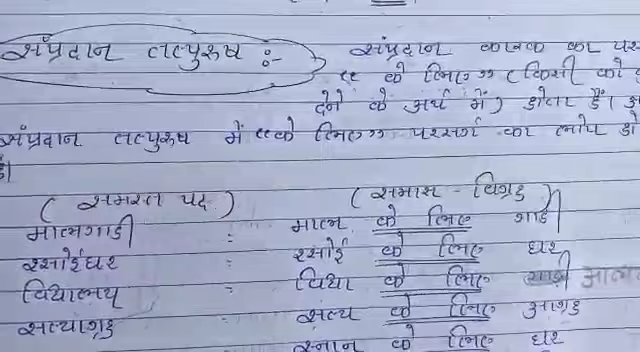 संप्रदान तत्पुरुष :- संप्रदान कारक का
"के लिए" (किसी को
देने के अर्थ में) होता है।
संप्रदान तत्पुरुष में "के लिए" परसर्ग का लोप हो
है।
(समस्त पद) (समास - विग्रह)
मालगाडी : माल के लिए गाडी
रसोईघर : रसोई के लिए घर
विद्यालय : विद्या के लिए
सत्याग्रह : सत्य के लिए आग्रह
स्नान के लिए घर